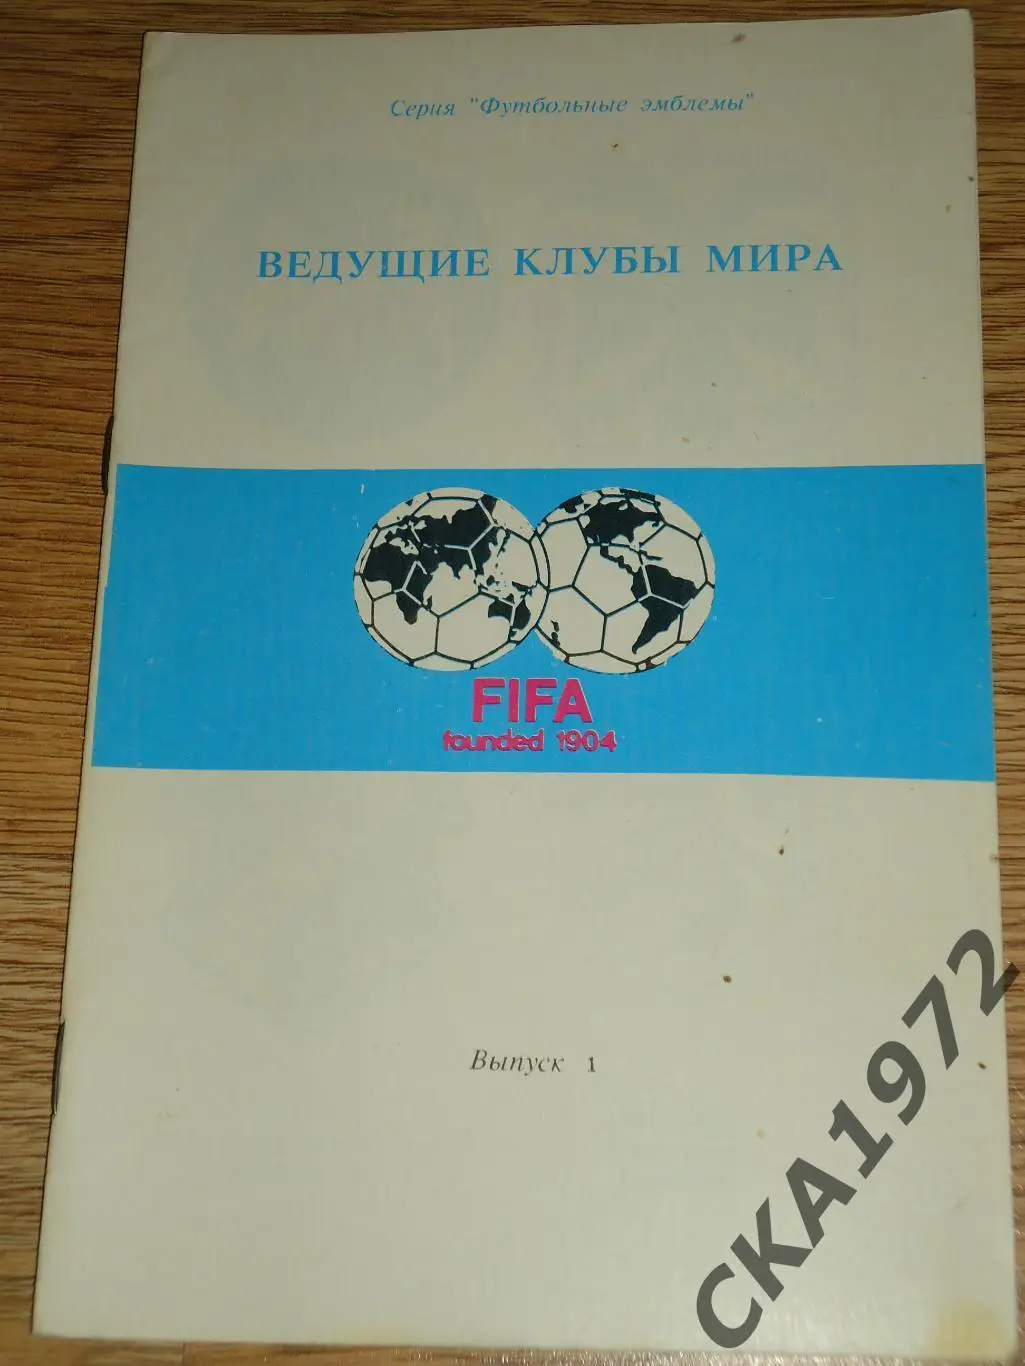 Серия "Футбольные эмблемы"
ВЕДУЩИЕ КЛУБЫ МИРА
FIFA
founded 1904
Выпуск 1
СКА1972